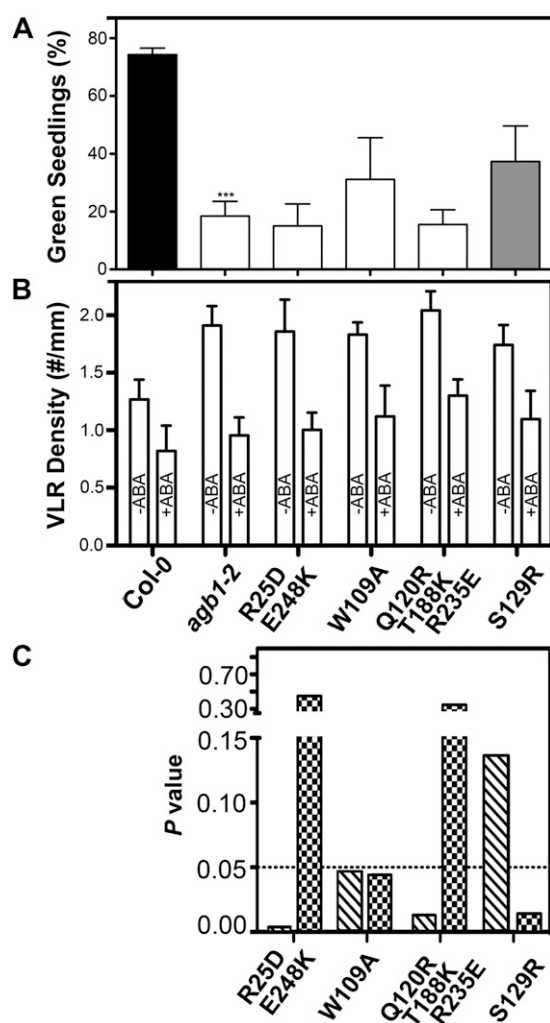 A
Green Seedlings (%)
80
60
40
20
0
***
B
VLR Density (#/mm)
2.0
1.5
1.0
0.5
0.0
-ABA
+ABA
-ABA
+ABA
-ABA
+ABA
-ABA
+ABA
-ABA
+ABA
-ABA
+ABA
Col-0
agb1-2
R25D
E248K
W109A
Q120R
T188K
R235E
S129R
C
P value
0.70
0.30
0.15
0.10
0.05
0.00
R25D
E248K
W109A
Q120R
T188K
R235E
S129R